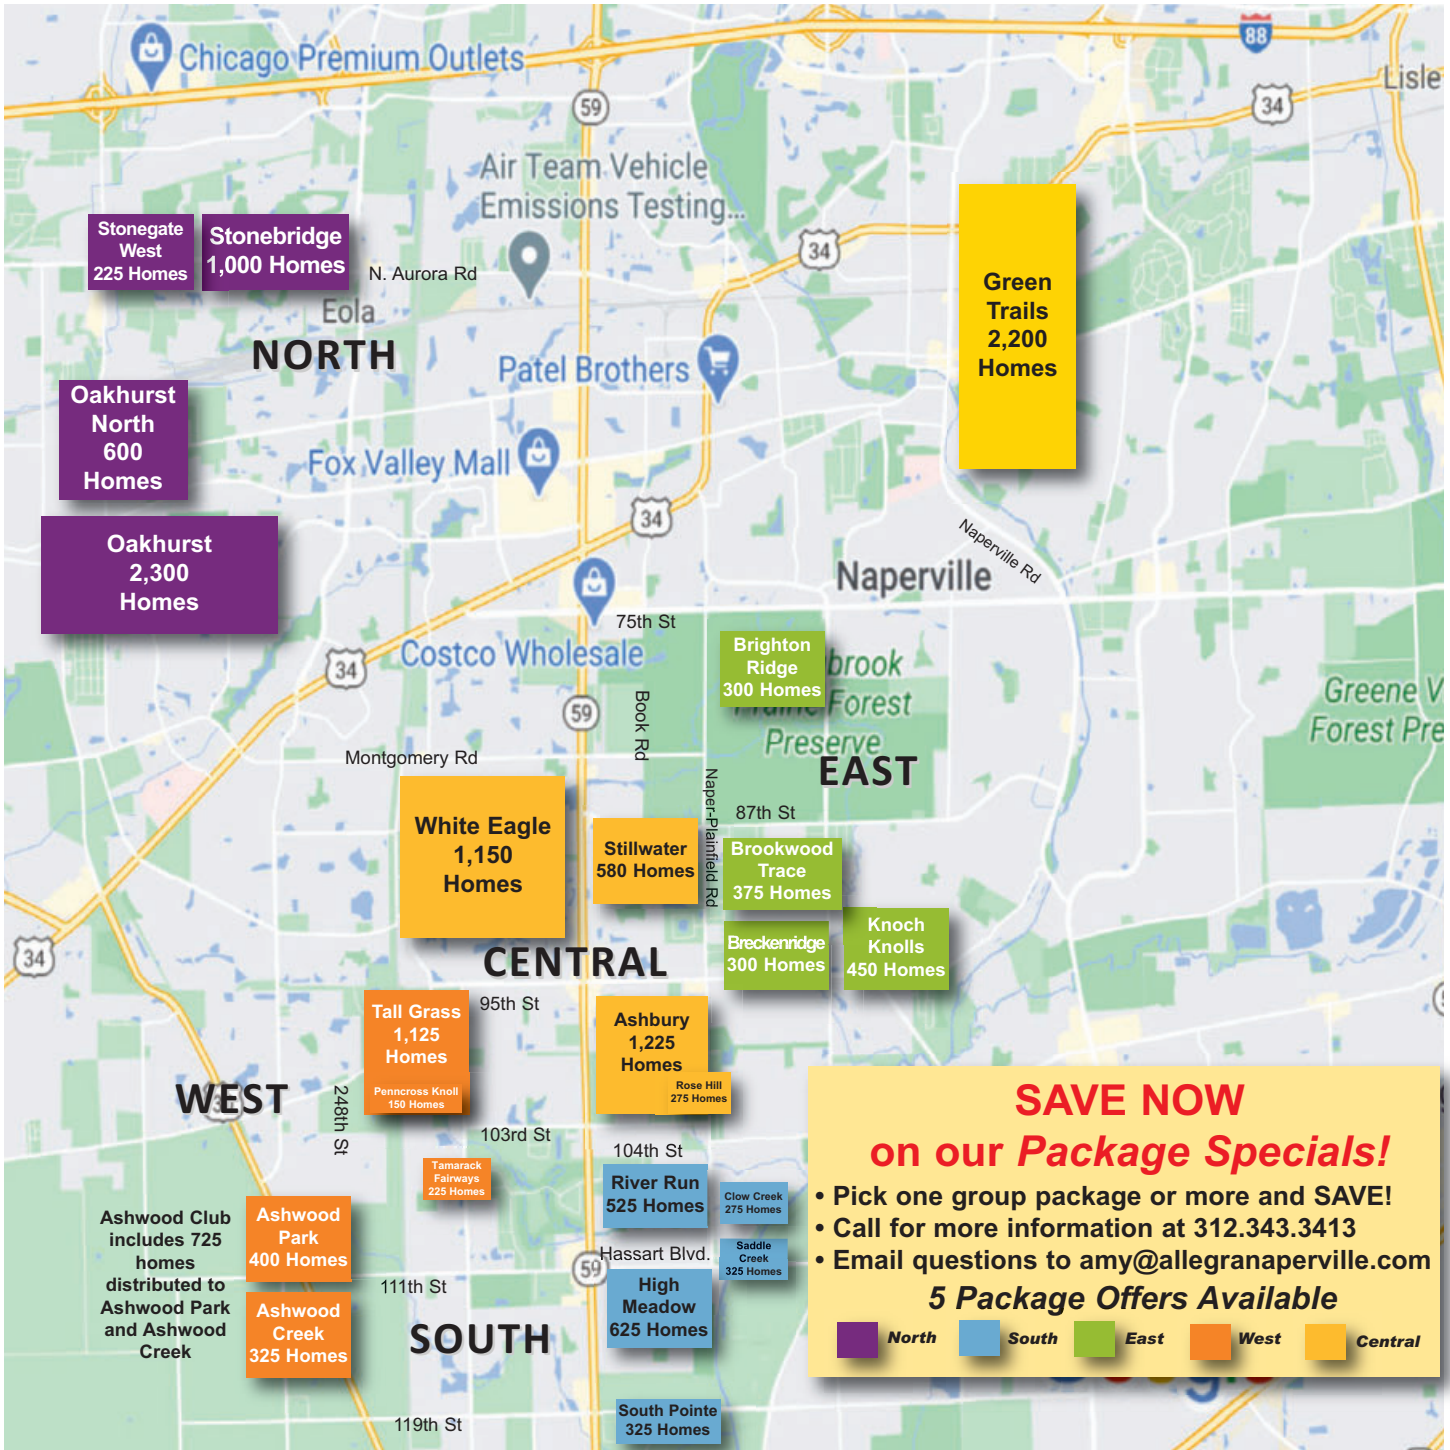 Chicago Premium Outlets
88
34
Lisle
59
Air Team Vehicle
Emissions Testing...
Stonegate
West
225 Homes
Stonebridge
1,000 Homes
N. Aurora Rd
Eola
NORTH
34
Green
Trails
2,200
Homes
Patel Brothers
Oakhurst
North
600
Homes
Fox Valley Mall
34
Oakhurst
2,300
Homes
Naperville Rd
Naperville
75th St
Costco Wholesale
34
Brighton
Ridge
300 Homes
brook
Prairie Forest
Preserve
Greene V
Forest Pre
59
Book Rd
Montgomery Rd
EAST
Naper-Plainfield Rd
87th St
White Eagle
1,150
Homes
Stillwater
580 Homes
Brookwood
Trace
375 Homes
Breckenridge
300 Homes
Knoch
Knolls
450 Homes
34
CENTRAL
95th St
Tall Grass
1,125
Homes
Penncross Knoll
150 Homes
Ashbury
1,225
Homes
Rose Hill
275 Homes
WEST
248th St
103rd St
104th St
Tamarack
Fairways
225 Homes
River Run
525 Homes
Clow Creek
275 Homes
Saddle
Creek
325 Homes
Hassart Blvd.
59
High
Meadow
625 Homes
Ashwood Club
includes 725
homes
distributed to
Ashwood Park
and Ashwood
Creek
Ashwood
Park
400 Homes
Ashwood
Creek
325 Homes
111th St
SOUTH
119th St
South Pointe
325 Homes
SAVE NOW
on our Package Specials!
• Pick one group package or more and SAVE!
• Call for more information at 312.343.3413
• Email questions to amy@allegranaperville.com
5 Package Offers Available
North
South
East
West
Central